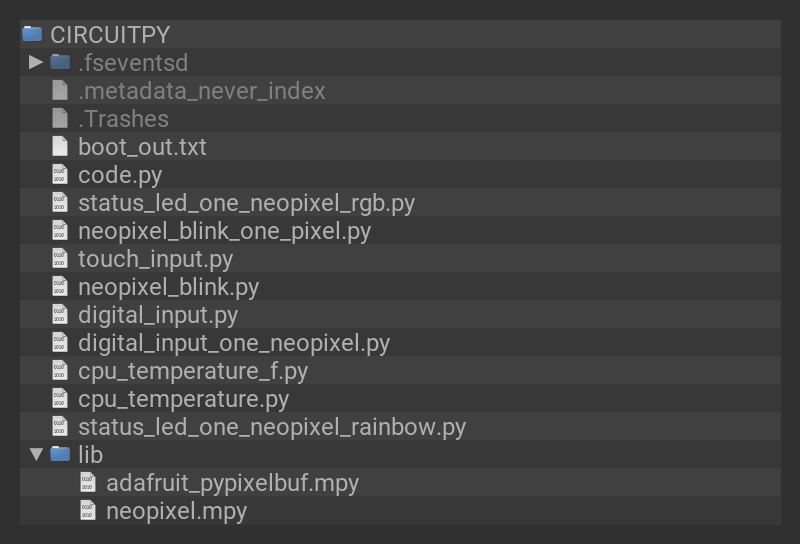 CIRCUITPY
.fseventsd
.metadata_never_index
.Trashes
boot_out.txt
code.py
status_led_one_neopixel_rgb.py
neopixel_blink_one_pixel.py
touch_input.py
neopixel_blink.py
digital_input.py
digital_input_one_neopixel.py
cpu_temperature_f.py
cpu_temperature.py
status_led_one_neopixel_rainbow.py
lib
adafruit_pypixelbuf.mpy
neopixel.mpy